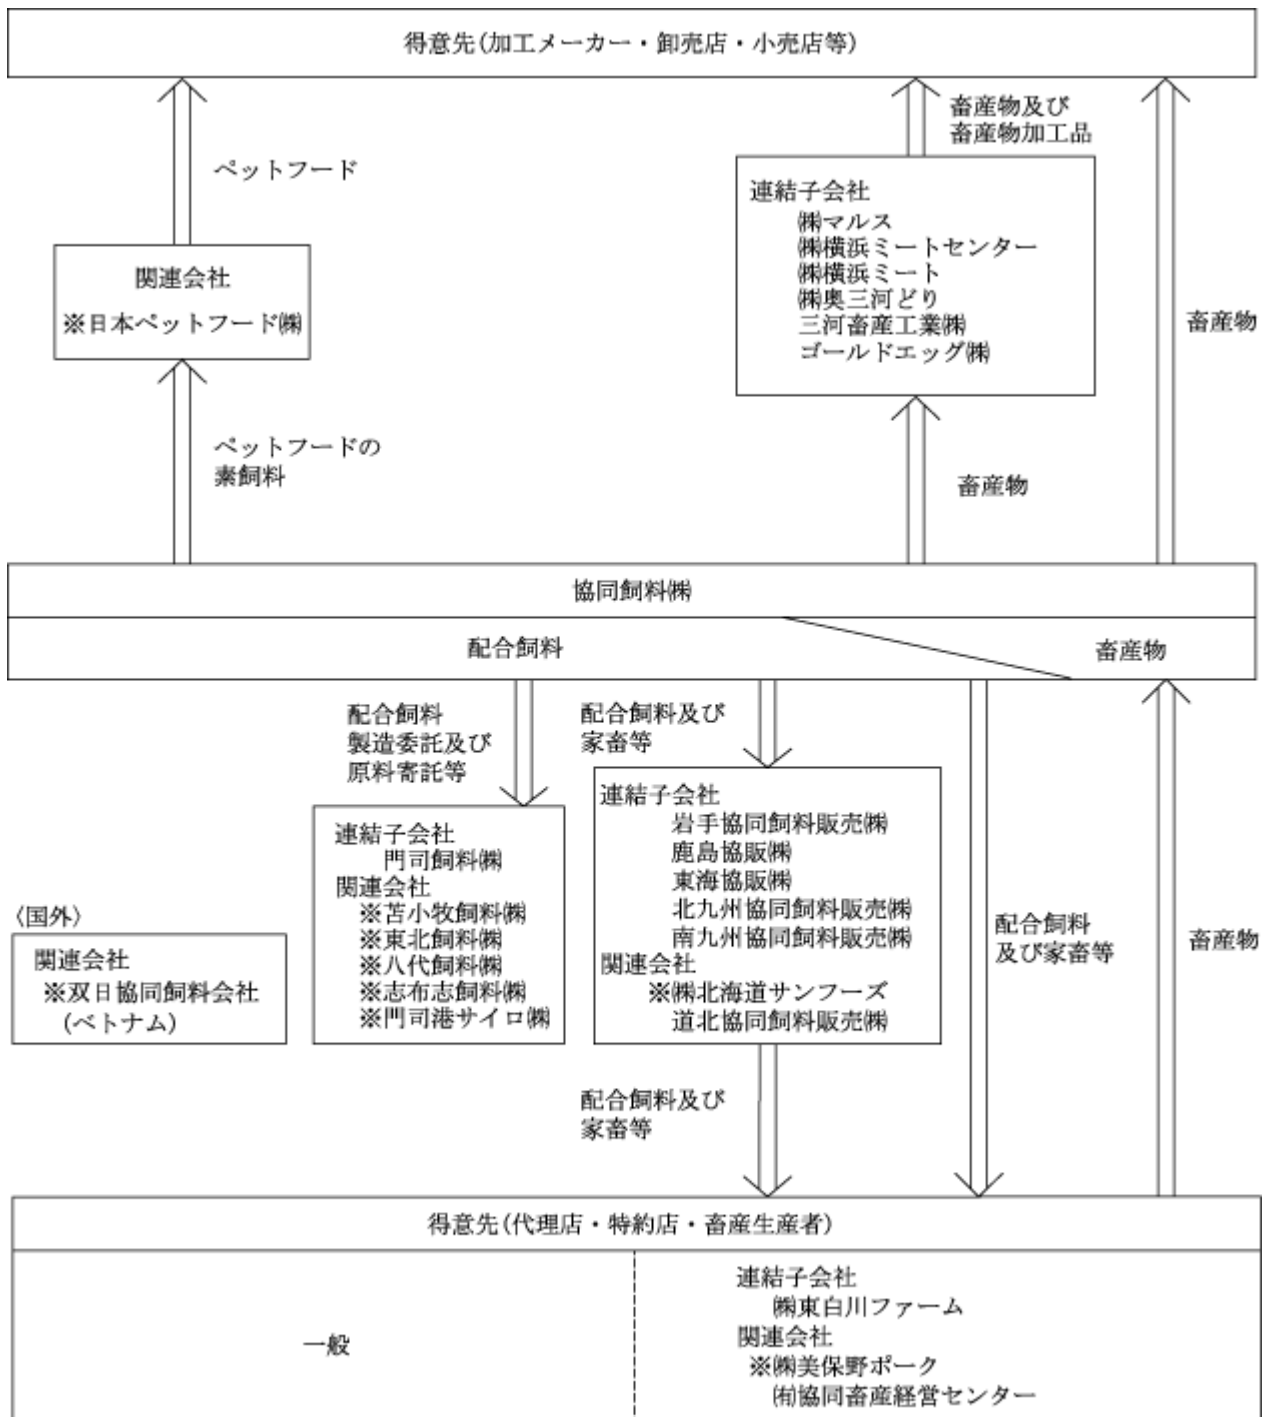 得意先(加工メーカー・卸売店・小売店等)
畜産物及び
畜産物加工品
ペットフード
関連会社
※日本ペットフード㈱
連結子会社
㈱マルス
㈱横浜ミートセンター
㈱横浜ミート
㈱奥三河どり
三河畜産工業㈱
ゴールドエッグ㈱
畜産物
ペットフードの
素飼料
畜産物
協同飼料㈱
配合飼料
畜産物
配合飼料
製造委託及び
原料寄託等
配合飼料及び
家畜等
〈国外〉
関連会社
※双日協同飼料会社
(ベトナム)
連結子会社
門司飼料㈱
関連会社
※苫小牧飼料㈱
※東北飼料㈱
※八代飼料㈱
※志布志飼料㈱
※門司港サイロ㈱
連結子会社
岩手協同飼料販売㈱
鹿島協販㈱
東海協販㈱
北九州協同飼料販売㈱
南九州協同飼料販売㈱
関連会社
※㈱北海道サンフーズ
道北協同飼料販売㈱
配合飼料
及び家畜等
畜産物
配合飼料及び
家畜等
得意先(代理店・特約店・畜産生産者)
一般
連結子会社
㈱東白川ファーム
関連会社
※㈱美保野ポーク
㈲協同畜産経営センター